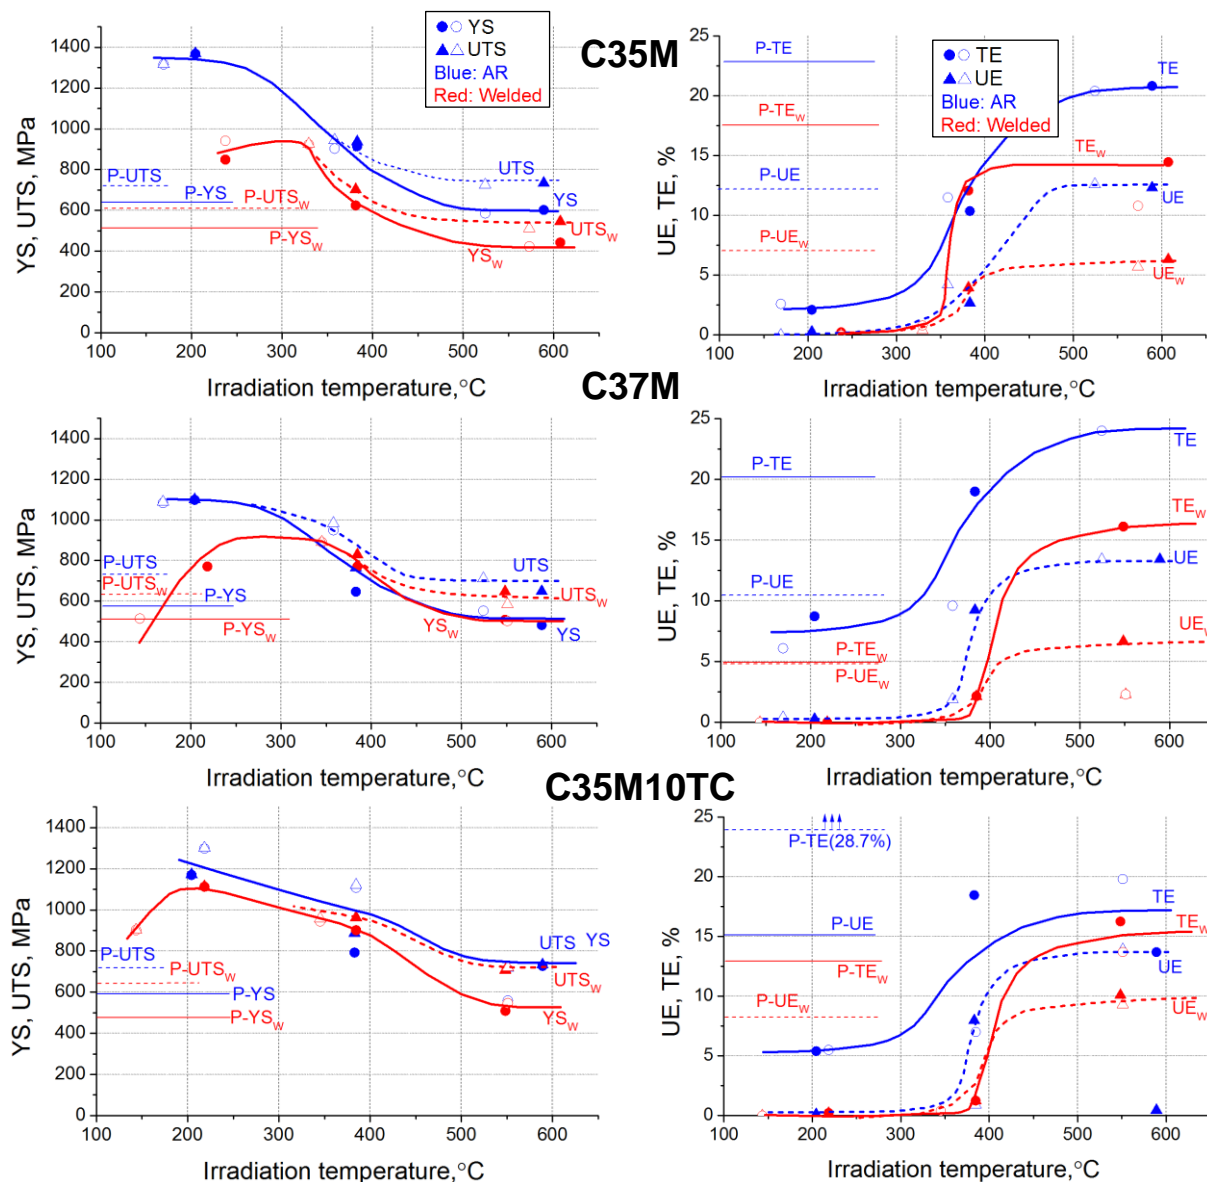 C35M
1400
1200
1000
800
600
400
200
0
100 200 300 400 500 600
YS, UTS, MPa
Irradiation temperature,°C
YS
UTS
Blue: AR
Red: Welded
P-UTS
P-YS
P-UTSW
P-YSW
UTS
YS
UTSW
YSW
25
20
15
10
5
0
100 200 300 400 500 600
UE, TE, %
Irradiation temperature,°C
TE
UE
Blue: AR
Red: Welded
P-TE
P-TEW
P-UE
P-UEW
TE
TEW
UE
UEW
C37M
1400
1200
1000
800
600
400
200
0
100 200 300 400 500 600
YS, UTS, MPa
Irradiation temperature,°C
P-UTS
P-UTSW
P-YS
P-YSW
UTS
UTSW
YSW
YS
25
20
15
10
5
0
100 200 300 400 500 600
UE, TE, %
Irradiation temperature,°C
P-TE
P-UE
P-TEW
P-UEW
TE
TEW
UE
UEW
C35M10TC
1400
1200
1000
800
600
400
200
0
100 200 300 400 500 600
YS, UTS, MPa
Irradiation temperature,°C
P-UTS
P-UTSW
P-YS
P-YSW
UTS YS
UTSW
YSW
25
20
15
10
5
0
100 200 300 400 500 600
UE, TE, %
Irradiation temperature,°C
P-TE(28.7%)
P-UE
P-TEW
P-UEW
TE
TEW
UE
UEW